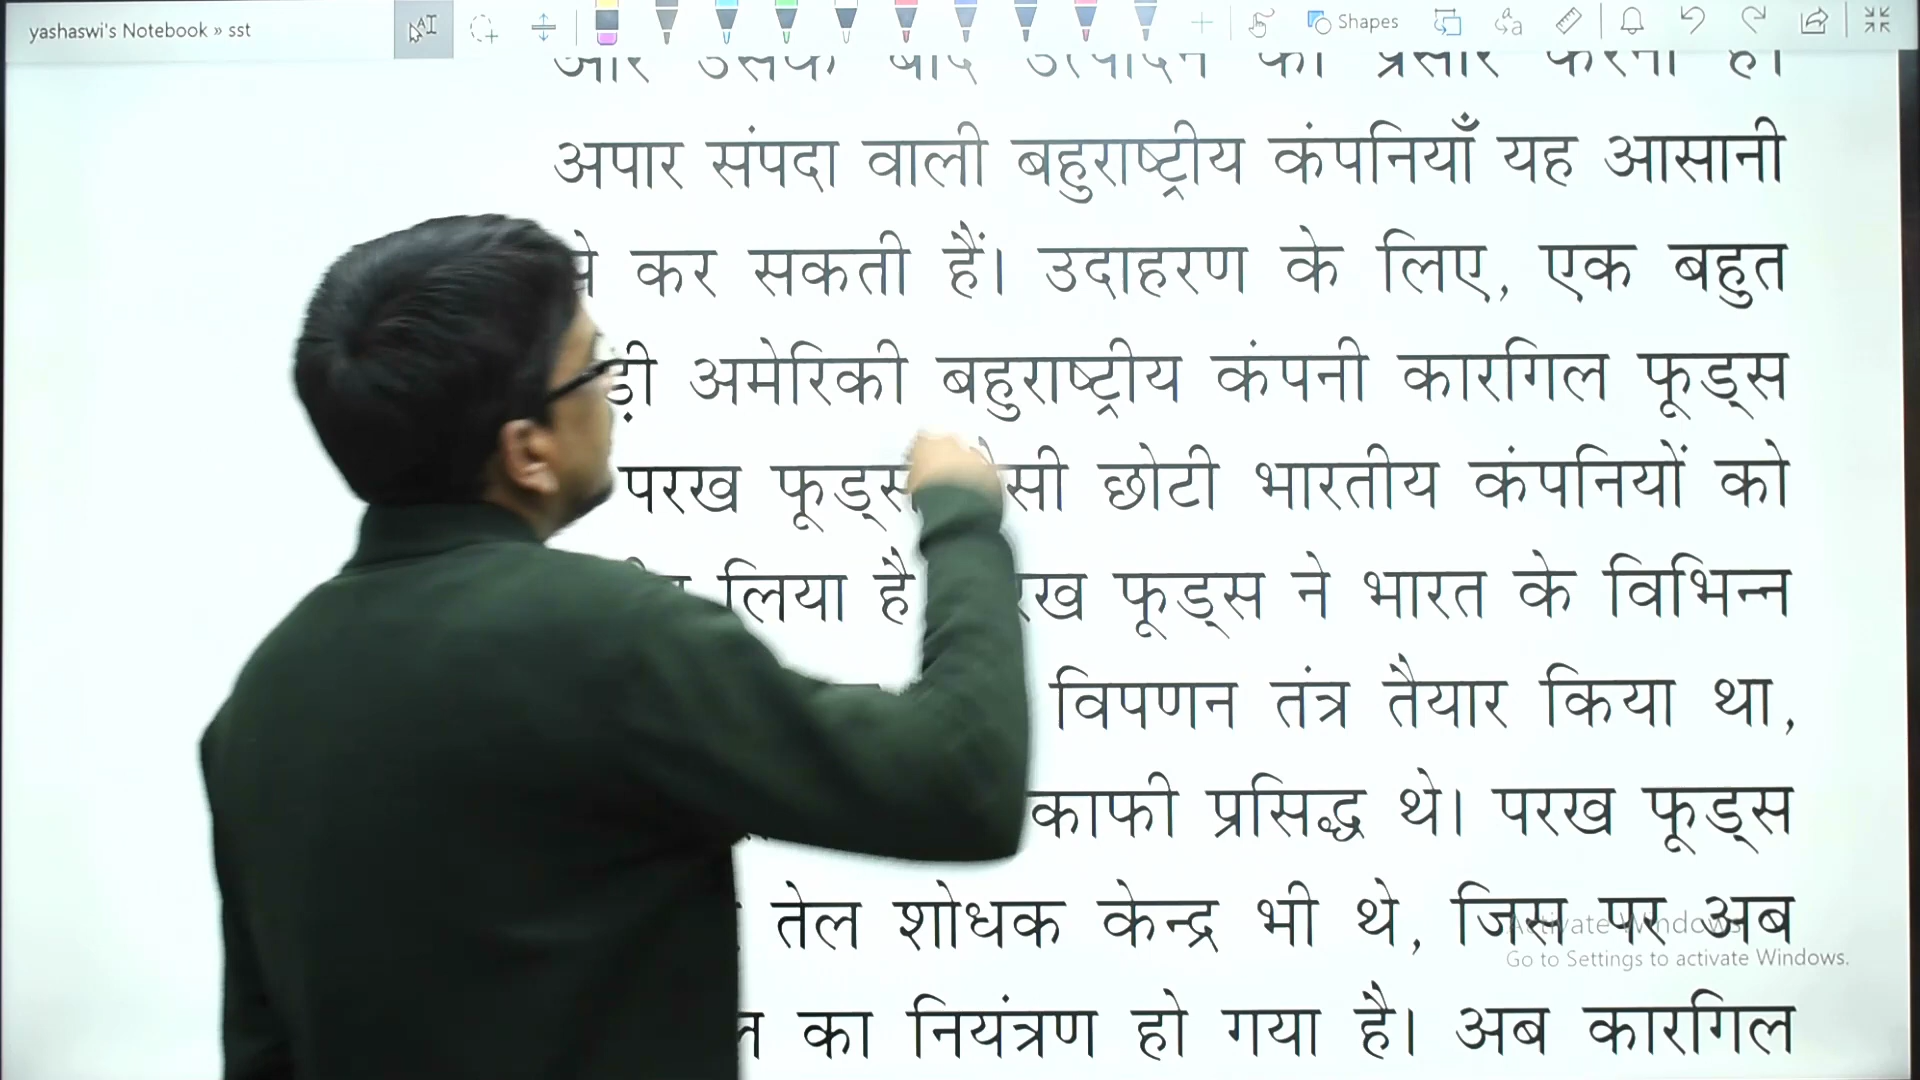 yashaswi's Notebook » sst
Shapes
अपार संपदा वाली बहुराष्ट्रीय कंपनियाँ यह आसानी
कर सकती हैं। उदाहरण के लिए, एक बहुत
अमेरिकी बहुराष्ट्रीय कंपनी कारगिल फूड्स
परख फूड्स छोटी भारतीय कंपनियों को
लिया है फूड्स ने भारत के विभिन्न
विपणन तंत्र तैयार किया था,
काफी प्रसिद्ध थे। परख फूड्स
तेल शोधक केन्द्र भी थे, जिस पर अब
का नियंत्रण हो गया है। अब कारगिल
Activate Windows
Go to Settings to activate Windows.